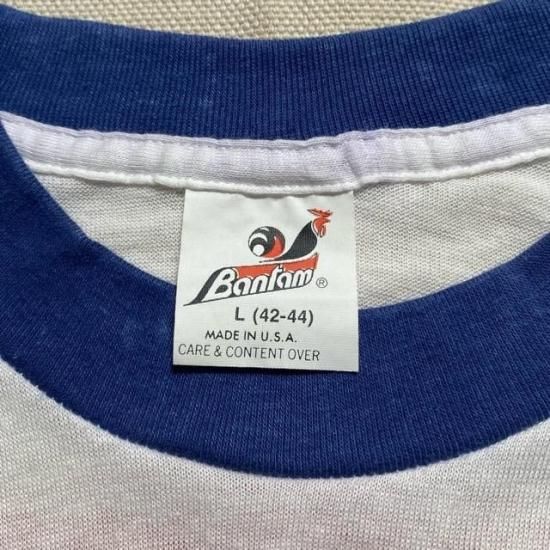 Bantam ®
L (42-44)
MADE IN U.S.A.
CARE & CONTENT OVER